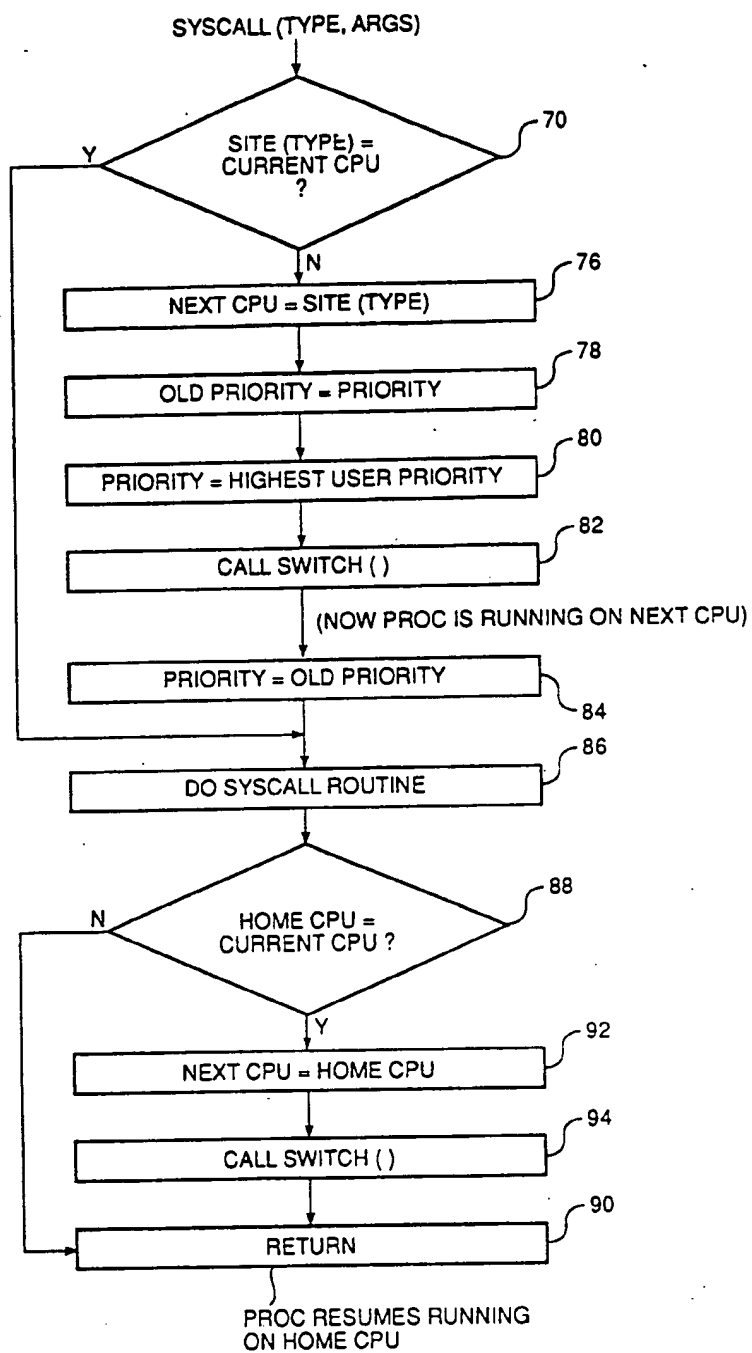 SYSCALL (TYPE, ARGS)
SITE (TYPE) =
CURRENT CPU
?
70
Y
N
76
NEXT CPU = SITE (TYPE)
78
OLD PRIORITY = PRIORITY
80
PRIORITY = HIGHEST USER PRIORITY
82
CALL SWITCH ( )
(NOW PROC IS RUNNING ON NEXT CPU)
PRIORITY = OLD PRIORITY
84
86
DO SYSCALL ROUTINE
88
HOME CPU =
CURRENT CPU ?
N
Y
92
NEXT CPU = HOME CPU
94
CALL SWITCH ( )
90
RETURN
PROC RESUMES RUNNING
ON HOME CPU